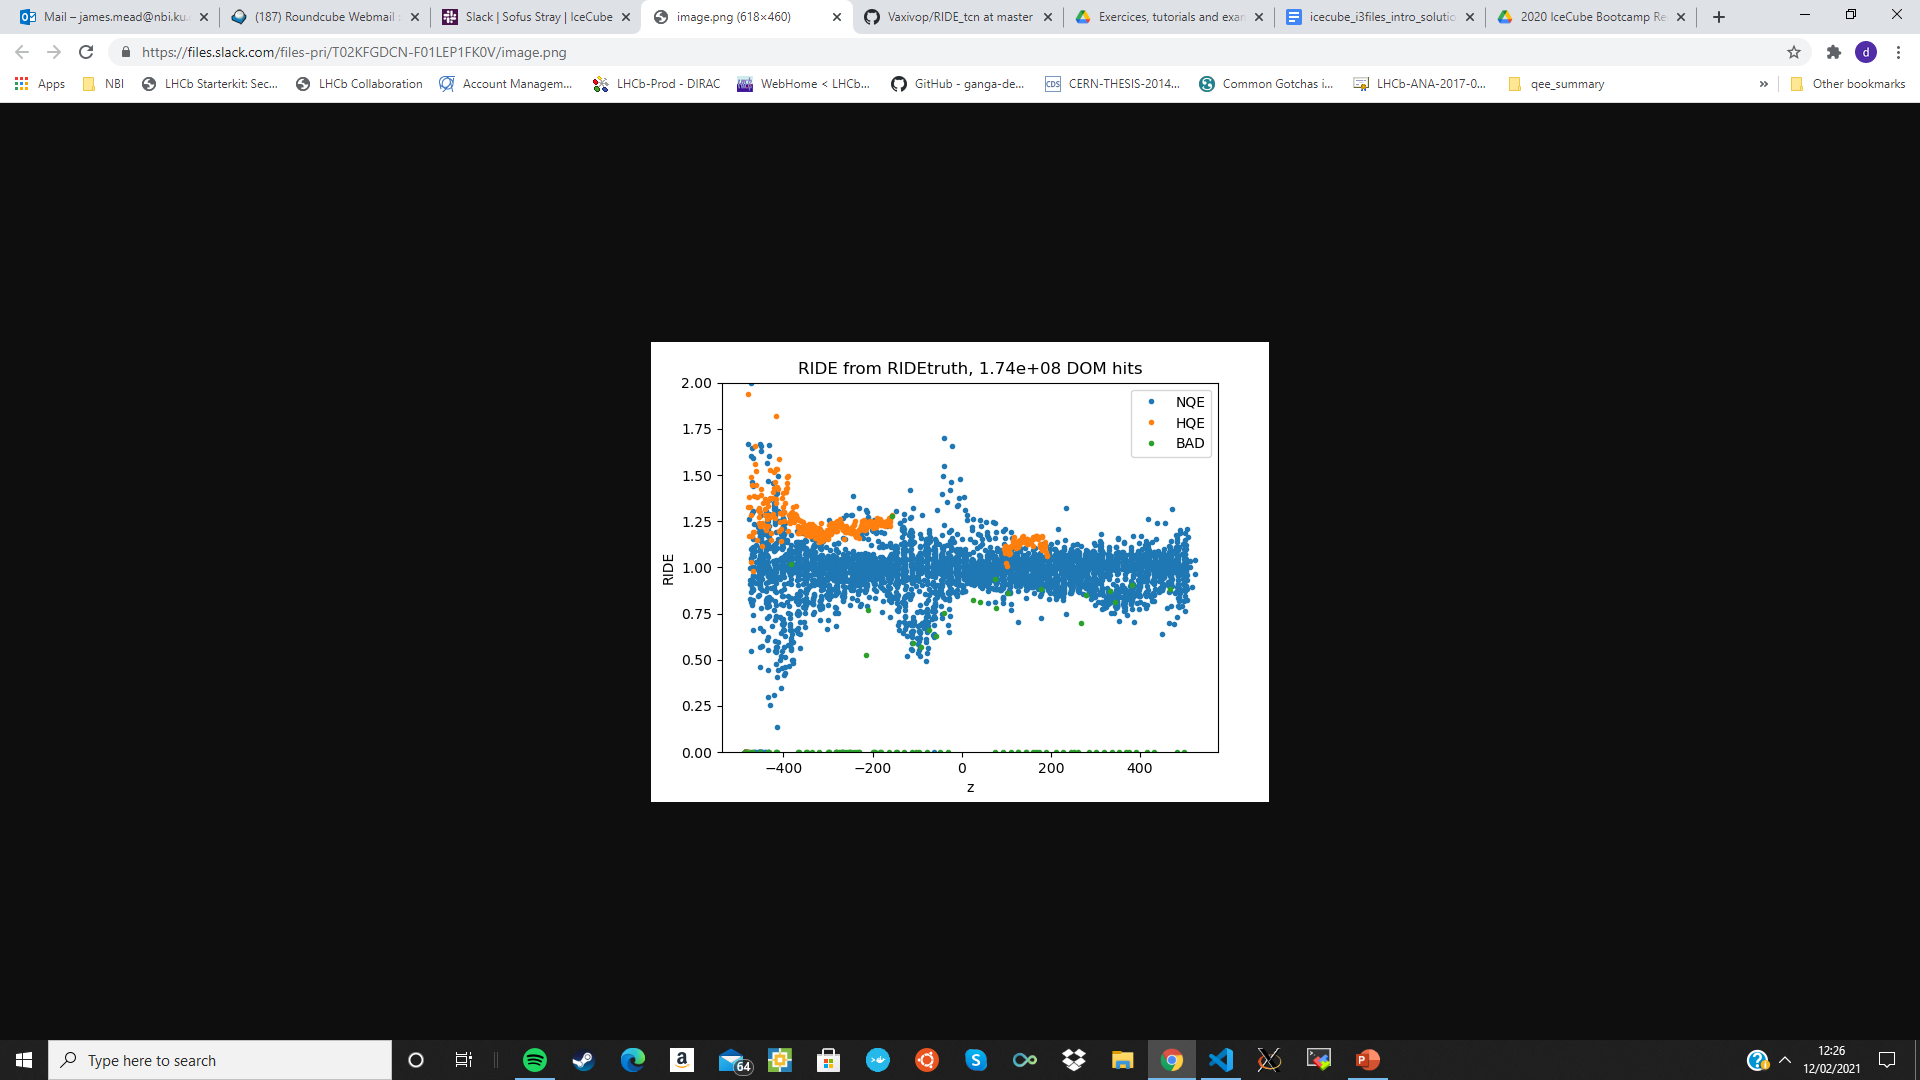 Mail – james.mead@nbi.ku.
(187) Roundcube Webmail
Slack | Sofus Stray | IceCube
image.png (618×460)
Vaxivop/RIDE_tcn at master
Exercices, tutorials and exan
icecube_i3files_intro_solutio
2020 IceCube Bootcamp Re
https://files.slack.com/files-pri/T02KFGDCN-F01LEP1FK0V/image.png
d
Apps
NBI
LHCb Starterkit: Sec...
LHCb Collaboration
Account Managem...
LHCb-Prod - DIRAC
WebHome < LHCb...
GitHub - ganga-de...
CDS
CERN-THESIS-2014...
Common Gotchas i...
LHCb-ANA-2017-0...
qee_summary
»
Other bookmarks
RIDE from RIDEtruth, 1.74e+08 DOM hits
2.00
1.75
1.50
1.25
1.00
0.75
0.50
0.25
0.00
RIDE
NQE
HQE
BAD
−400
−200
0
200
400
z
Type here to search
64
12:26
12/02/2021